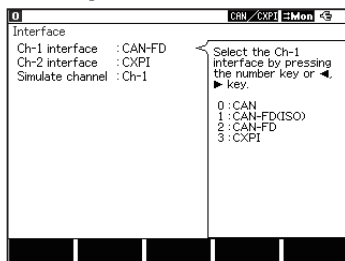 0 CAN/CXPI Mon
Interface
Ch-1 interface :CAN-FD
Ch-2 interface :CXPI
Simulate channel :Ch-1
Select the Ch-1
interface by pressing
the number key or ◄,
► key.
0:CAN
1:CAN-FD(ISO)
2:CAN-FD
3:CXPI